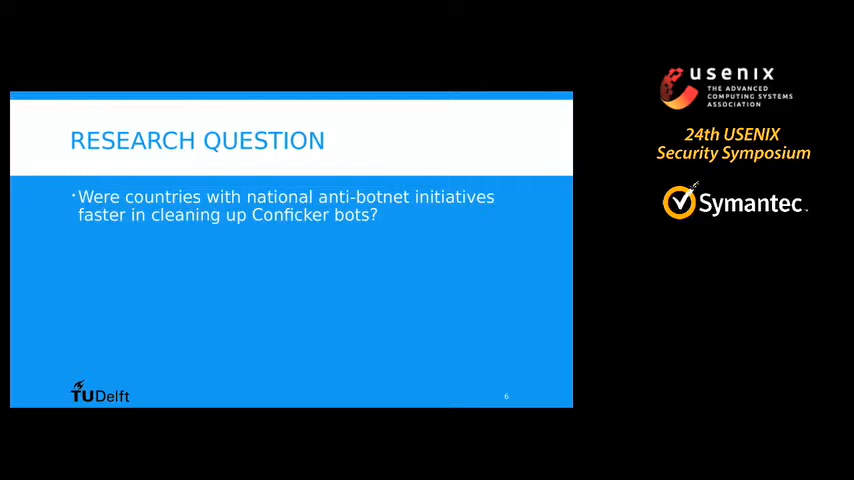 RESEARCH QUESTION
Were countries with national anti-botnet initiatives
faster in cleaning up Conficker bots?
TUDelft
6
usenix
THE ADVANCED
COMPUTING SYSTEMS
ASSOCIATION
24th USENIX
Security Symposium
Symantec.